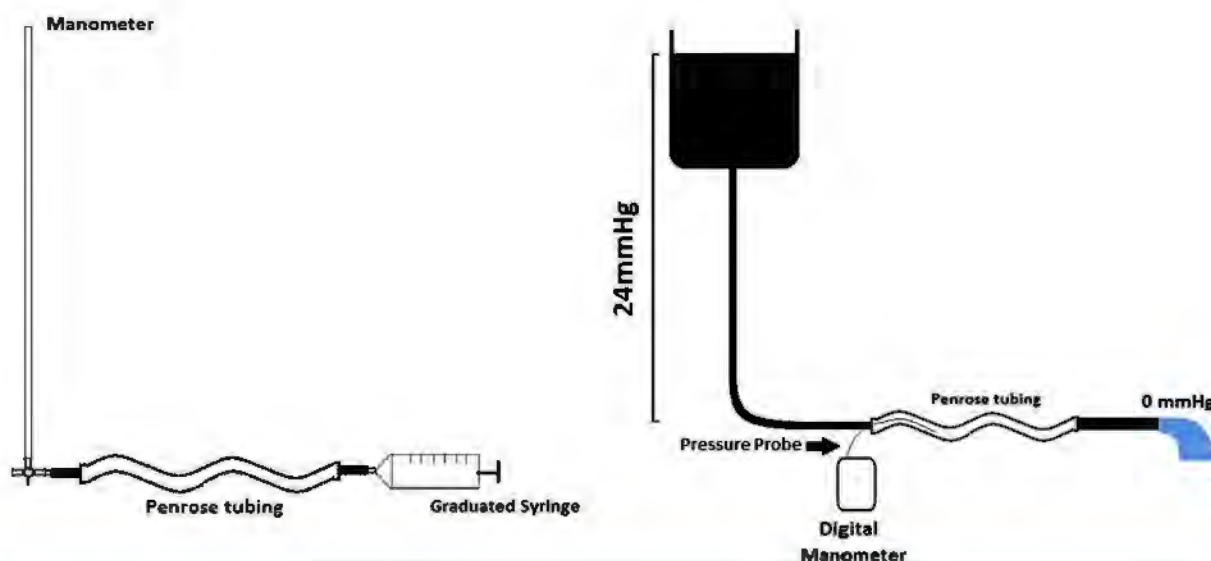 Manometer
Penrose tubing
Graduated Syringe
24mmHg
Penrose tubing
0 mmHg
Pressure Probe
Digital
Manometer